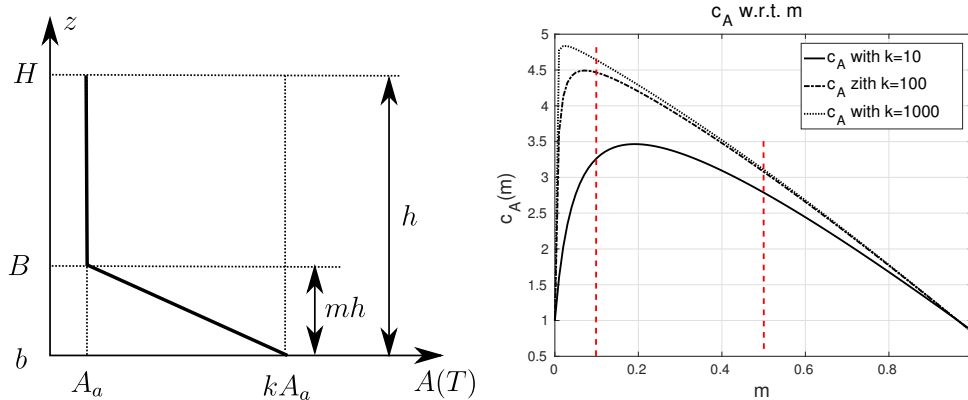 z
H
h
B
mh
b
A_a
kA_a
A(T)
c_A w.r.t. m
c_A with k=10
c_A zith k=100
c_A with k=1000
c_A(m)
5
4.5
4
3.5
3
2.5
2
1.5
1
0.5
0
0.2
0.4
0.6
0.8
m